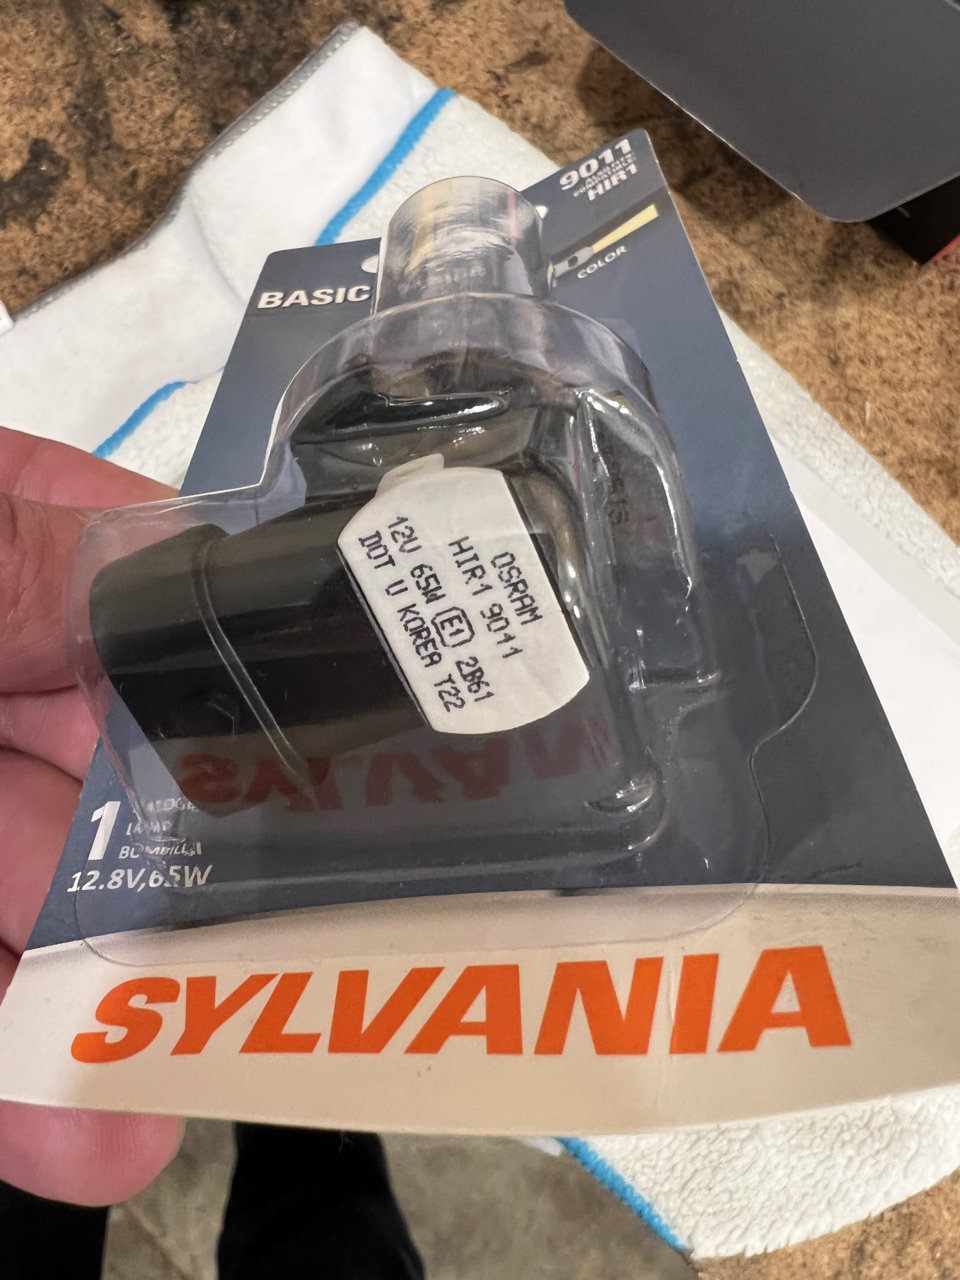 9011
HIR1
COLOR
BASIC
OSRAM
HIR1 9011
12V 65W E1 2B61
DOT U KOREA T22
1
12.8V,65W
SYLVANIA